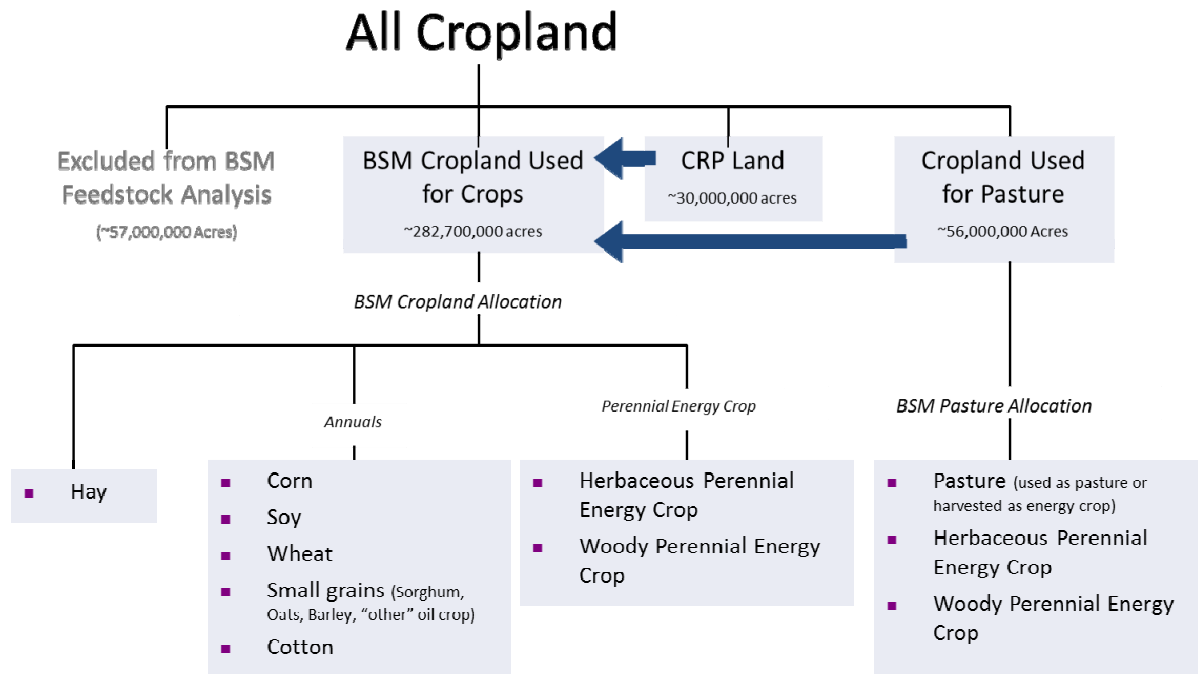 All Cropland
Excluded from BSM
Feedstock Analysis
(~57,000,000 Acres)
BSM Cropland Used
for Crops
~282,700,000 acres
CRP Land
~30,000,000 acres
Cropland Used
for Pasture
~56,000,000 Acres
BSM Cropland Allocation
Annuals
Perennial Energy Crop
BSM Pasture Allocation
▪ Hay
▪ Corn
▪ Soy
▪ Wheat
▪ Small grains (Sorghum,
Oats, Barley, “other” oil crop)
▪ Cotton
▪ Herbaceous Perennial
Energy Crop
▪ Woody Perennial Energy
Crop
▪ Pasture (used as pasture or
harvested as energy crop)
▪ Herbaceous Perennial
Energy Crop
▪ Woody Perennial Energy
Crop